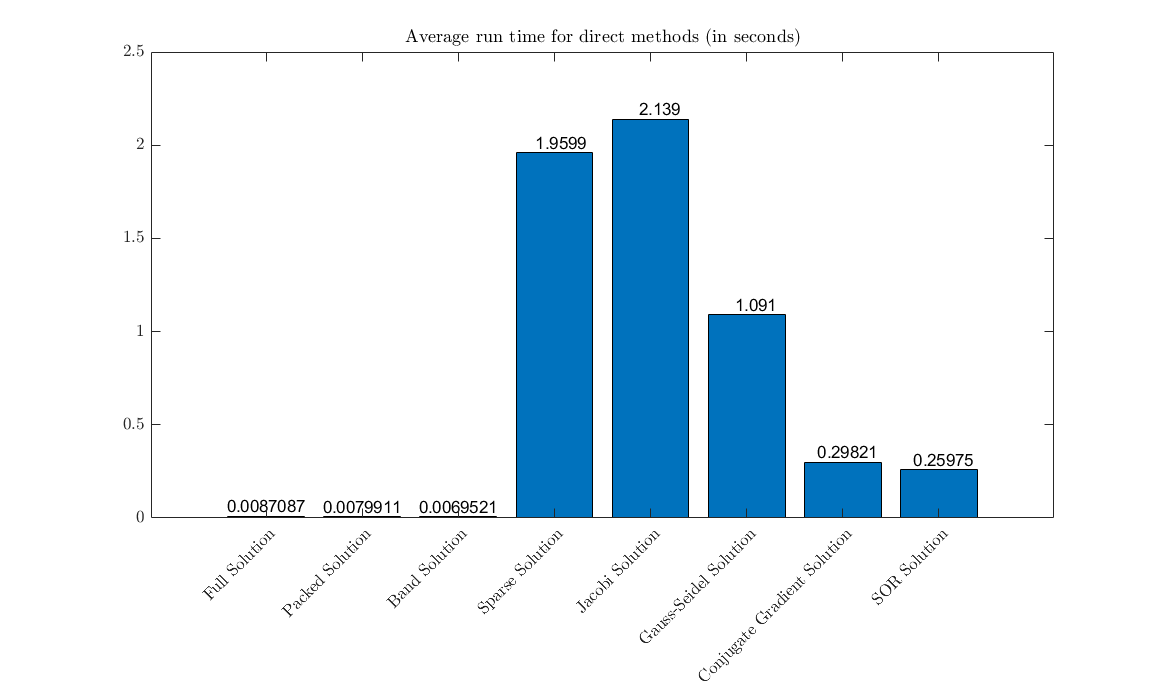 Average run time for direct methods (in seconds)
2.5
2
1.5
1
0.5
0
0.0087087
0.0079911
0.0069521
1.9599
2.139
1.091
0.29821
0.25975
Full Solution
Packed Solution
Band Solution
Sparse Solution
Jacobi Solution
Gauss-Seidel Solution
Conjugate Gradient Solution
SOR Solution